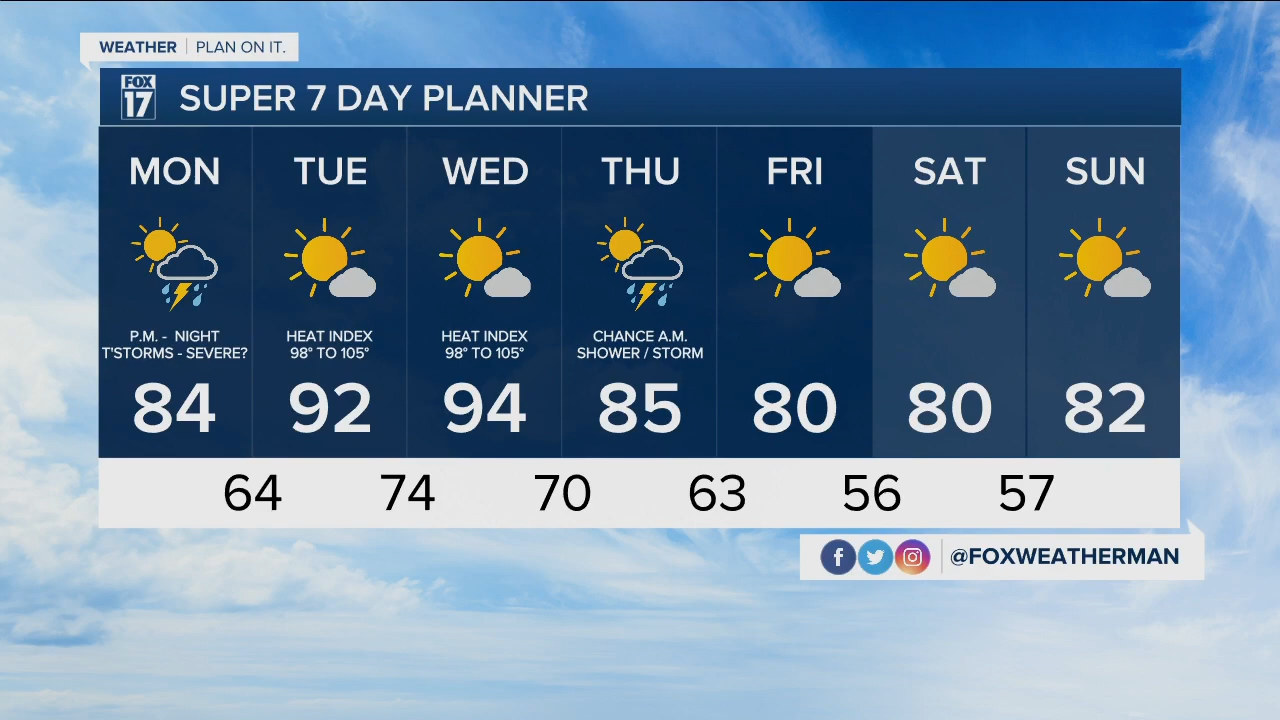 WEATHER | PLAN ON IT.
FOX
17
SUPER 7 DAY PLANNER
MON TUE WED THU FRI SAT SUN
P.M. - NIGHT HEAT INDEX HEAT INDEX CHANCE A.M.
T'STORMS - SEVERE? 98° TO 105° 98° TO 105° SHOWER / STORM
84 92 94 85 80 80 82
64 74 70 63 56 57
f @FOXWEATHERMAN